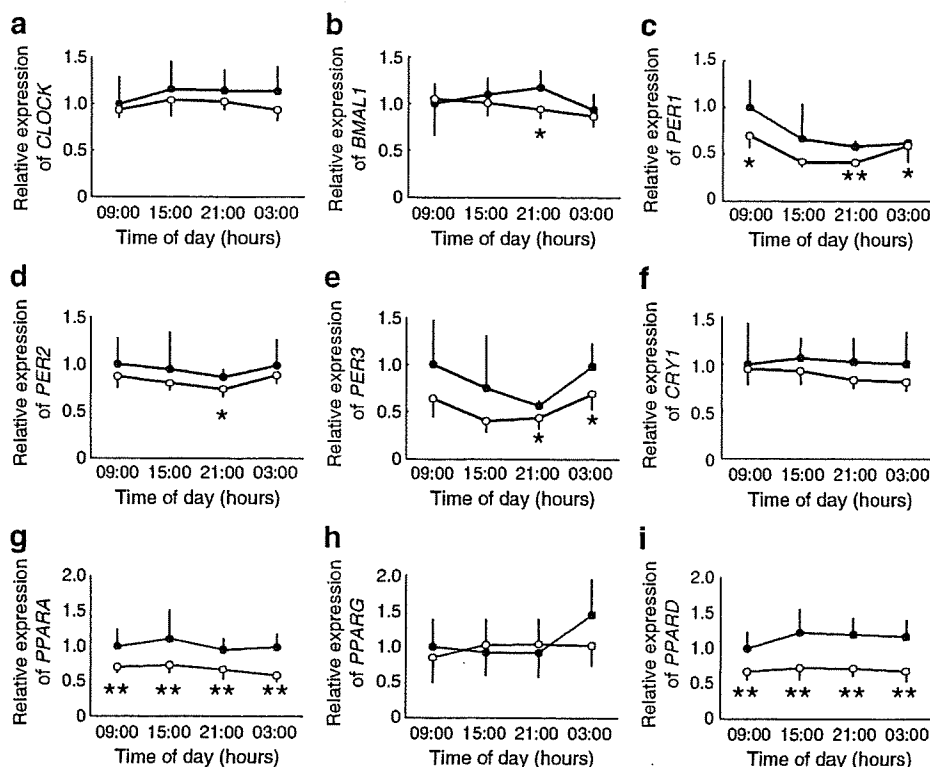 a
Relative expression
of CLOCK
1.5
1.0
0.5
0
09:00 15:00 21:00 03:00
Time of day (hours)
b
Relative expression
of BMAL1
1.5
1.0
0.5
0
*
09:00 15:00 21:00 03:00
Time of day (hours)
c
Relative expression
of PER1
1.5
1.0
0.5
0
* ** *
09:00 15:00 21:00 03:00
Time of day (hours)
d
Relative expression
of PER2
1.5
1.0
0.5
0
*
09:00 15:00 21:00 03:00
Time of day (hours)
e
Relative expression
of PER3
1.5
1.0
0.5
0
* *
09:00 15:00 21:00 03:00
Time of day (hours)
f
Relative expression
of CRY1
1.5
1.0
0.5
0
09:00 15:00 21:00 03:00
Time of day (hours)
g
Relative expression
of PPARA
2.0
1.5
1.0
0.5
0
** ** ** **
09:00 15:00 21:00 03:00
Time of day (hours)
h
Relative expression
of PPARG
2.0
1.5
1.0
0.5
0
09:00 15:00 21:00 03:00
Time of day (hours)
i
Relative expression
of PPARD
2.0
1.5
1.0
0.5
0
** ** ** **
09:00 15:00 21:00 03:00
Time of day (hours)